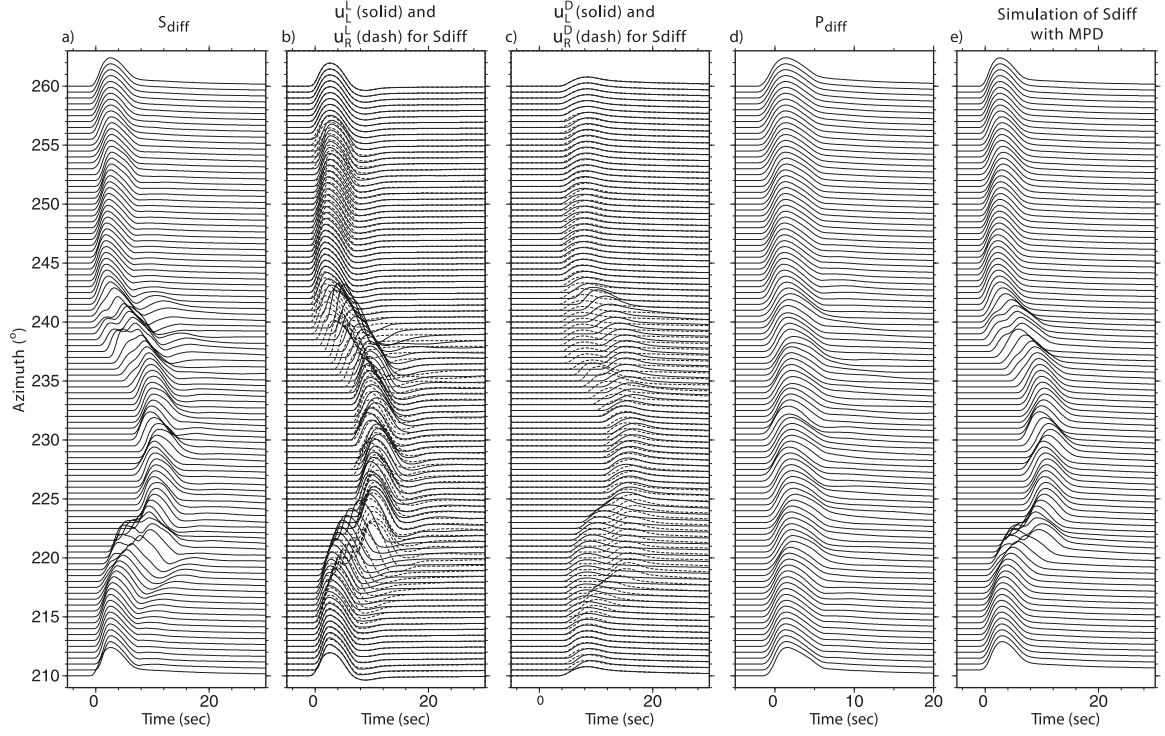 S_diff
u_L^L (solid) and
u_R^L (dash) for Sdiff
u_L^D (solid) and
u_R^D (dash) for Sdiff
P_diff
Simulation of Sdiff
with MPD
a)
b)
c)
d)
e)
260
255
250
245
240
235
230
225
220
215
210
Azimuth (°)
0 20
0 20
0 20
0 10 20
0 20
Time (sec)
Time (sec)
Time (sec)
Time (sec)
Time (sec)